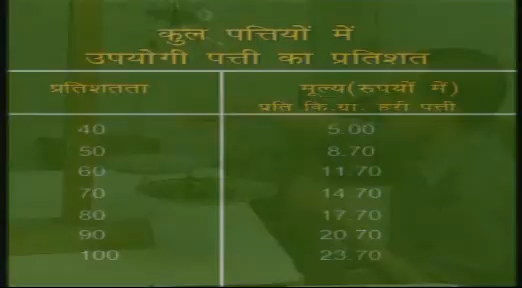 कुल पत्तियों में
उपयोगी पत्ती का प्रतिशत
प्रतिशतता मूल्य(रुपयों में)
प्रति कि.ग्रा. हरी पत्ती
40 5.00
50 8.70
60 11.70
70 14.70
80 17.70
90 20.70
100 23.70